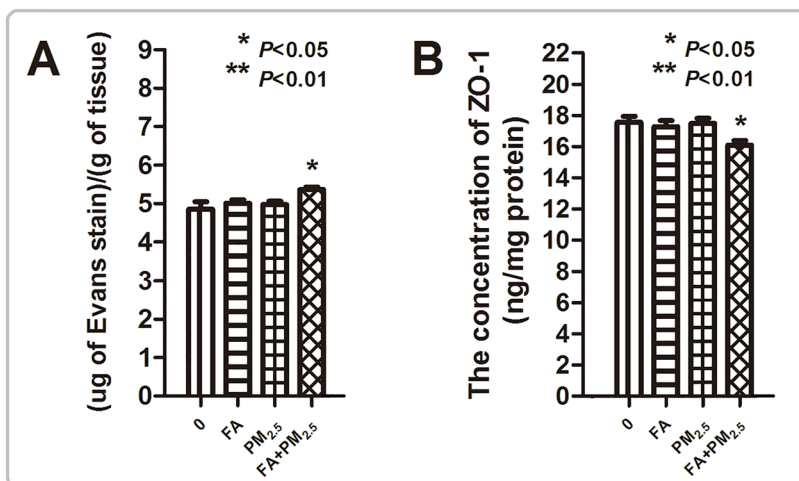 A
(ug of Evans stain)/(g of tissue)
9
8
7
6
5
4
3
2
1
0
* P<0.05
** P<0.01
*
0
FA
PM2.5
FA+PM2.5
B
The concentration of ZO-1
(ng/mg protein)
22
20
18
16
14
12
10
8
6
4
2
0
* P<0.05
** P<0.01
*
0
FA
PM2.5
FA+PM2.5